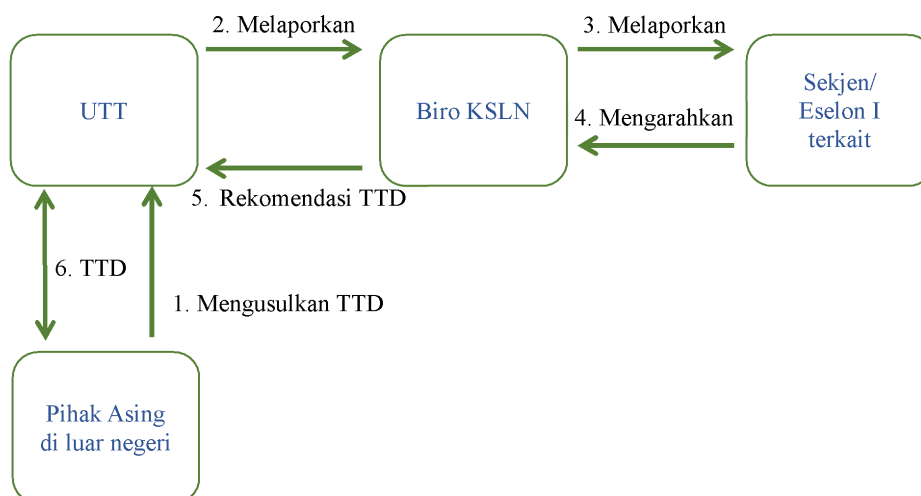 2. Melaporkan
3. Melaporkan
UTT
Biro KSLN
Sekjen/
Eselon I
terkait
4. Mengarahkan
5. Rekomendasi TTD
6. TTD
1. Mengusulkan TTD
Pihak Asing
di luar negeri